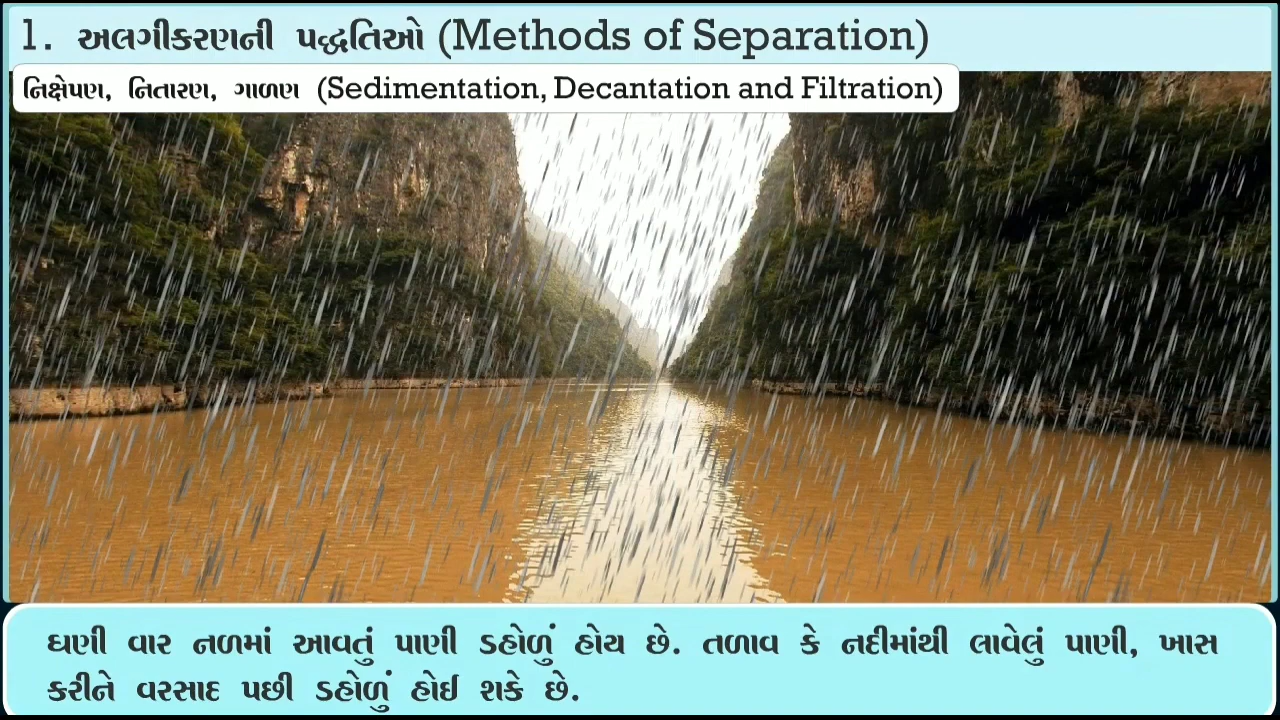 1. અલગીકરણની પદ્ધતિઓ (Methods of Separation)
નિક્ષેપણ, નિતારણ, ગાળણ (Sedimentation, Decantation and Filtration)
ઘણી વાર નળમાં આવતું પાણી ડહોળું હોય છે. તળાવ કે નદીમાંથી લાવેલું પાણી, ખાસ
કરીને વરસાદ પછી ડહોળું હોઈ શકે છે.